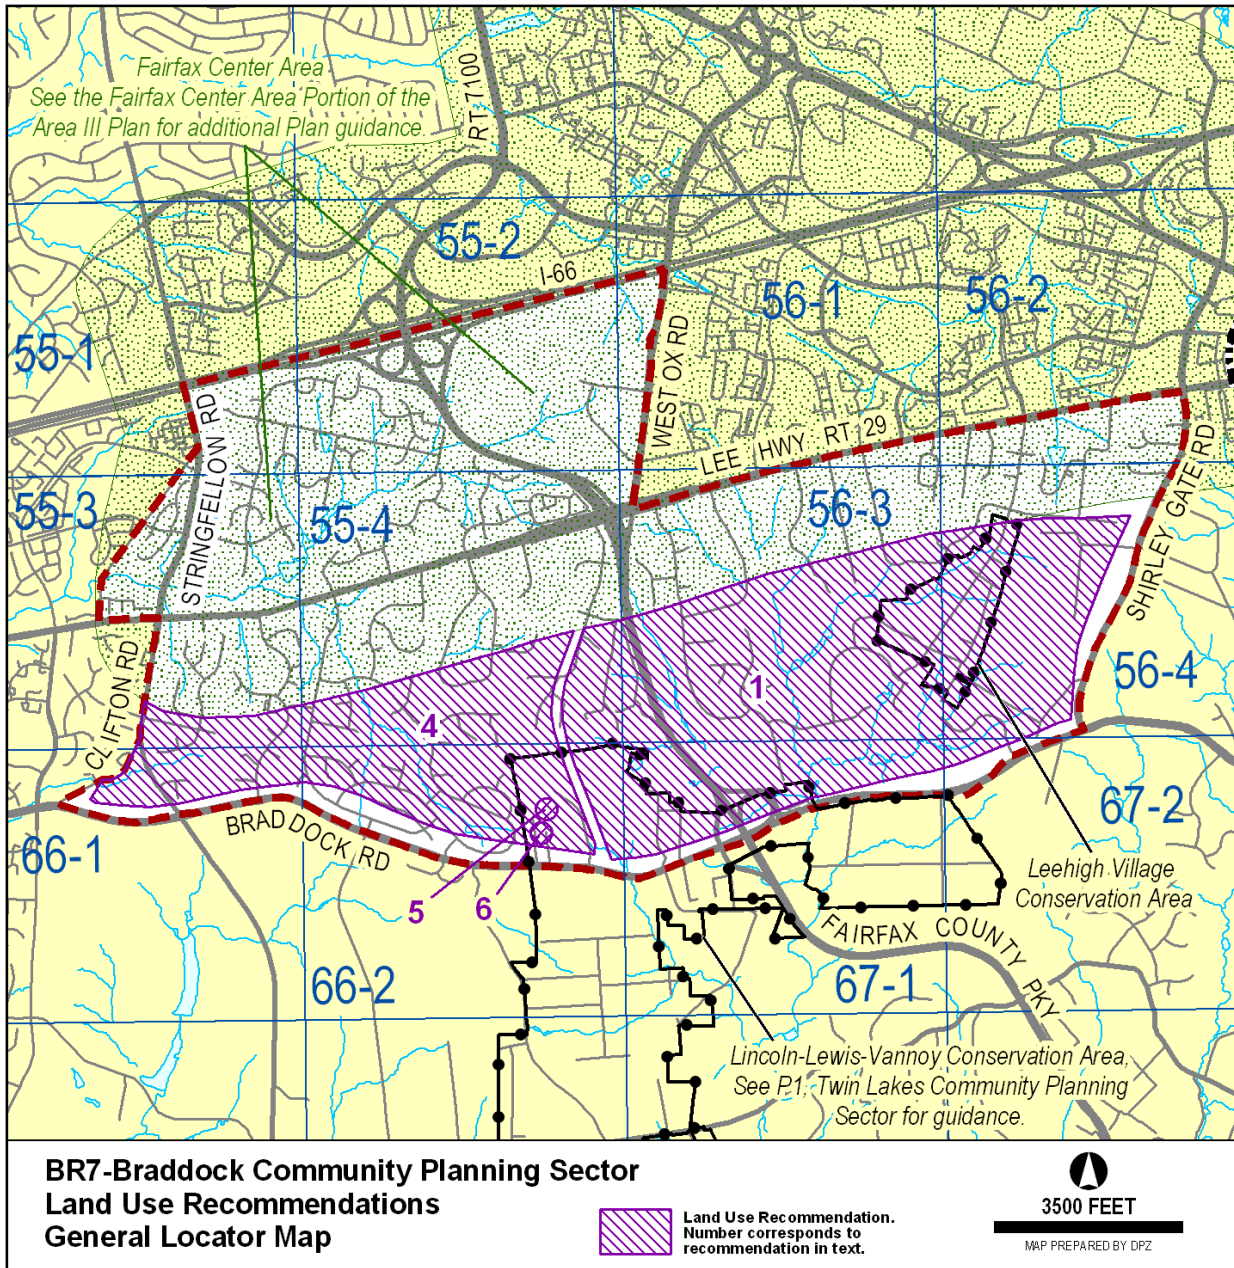 Fairfax Center Area
See the Fairfax Center Area Portion of the
Area III Plan for additional Plan guidance.
RT 7100
55-2
I-66
56-1
56-2
55-1
WEST OX RD
STRINGFELLOW RD
LEE HWY RT 29
55-3
55-4
56-3
SHIRLEY GATE RD
CLIFTON RD
56-4
1
4
BRADDOCK RD
66-1
67-2
5
6
Leehigh Village
Conservation Area
FAIRFAX COUNTY PKY
66-2
67-1
Lincoln-Lewis-Vannoy Conservation Area,
See P1, Twin Lakes Community Planning
Sector for guidance.
BR7-Braddock Community Planning Sector
Land Use Recommendations
General Locator Map
Land Use Recommendation.
Number corresponds to
recommendation in text.
3500 FEET
MAP PREPARED BY DPZ